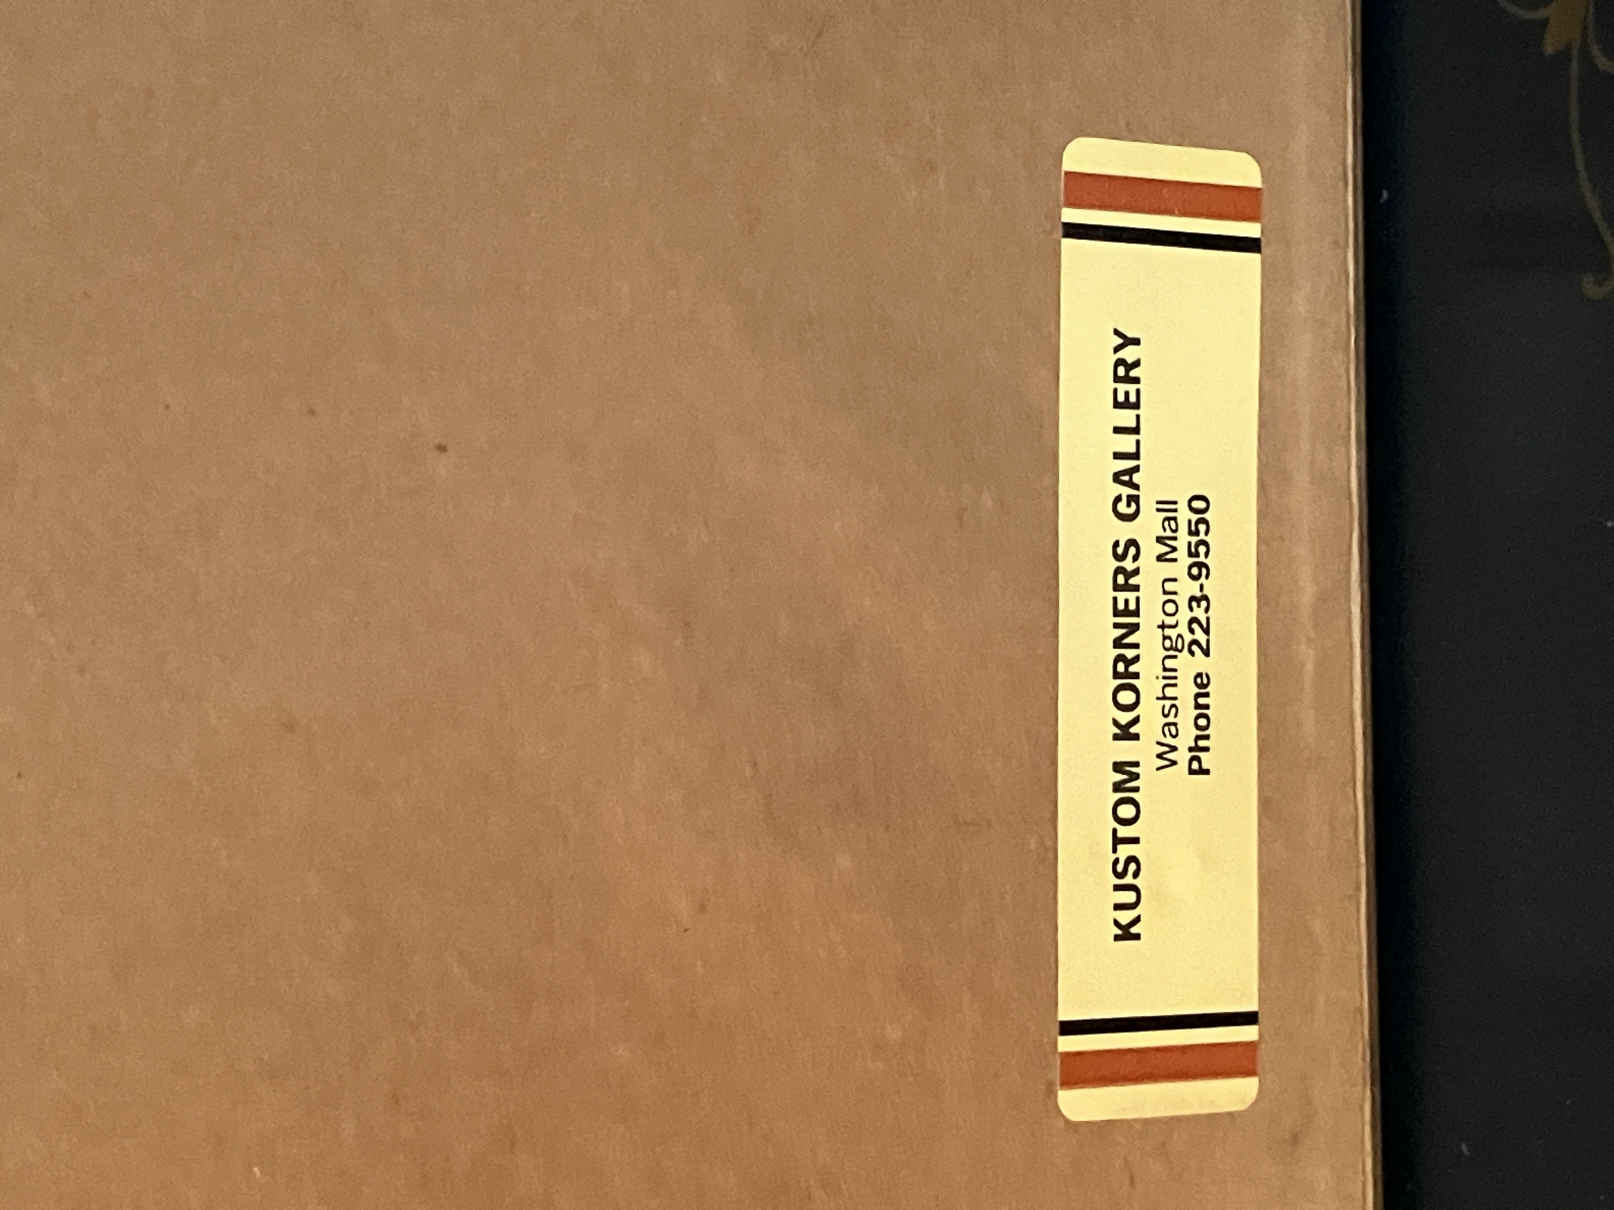 KUSTOM KORNERS GALLERY
Washington Mall
Phone 223-9550